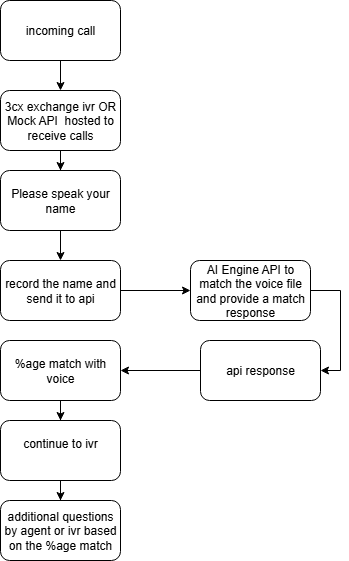 incoming call
3cx exchange ivr OR
Mock API hosted to
receive calls
Please speak your
name
record the name and
send it to api
AI Engine API to
match the voice file
and provide a match
response
%age match with
voice
api response
continue to ivr
additional questions
by agent or ivr based
on the %age match